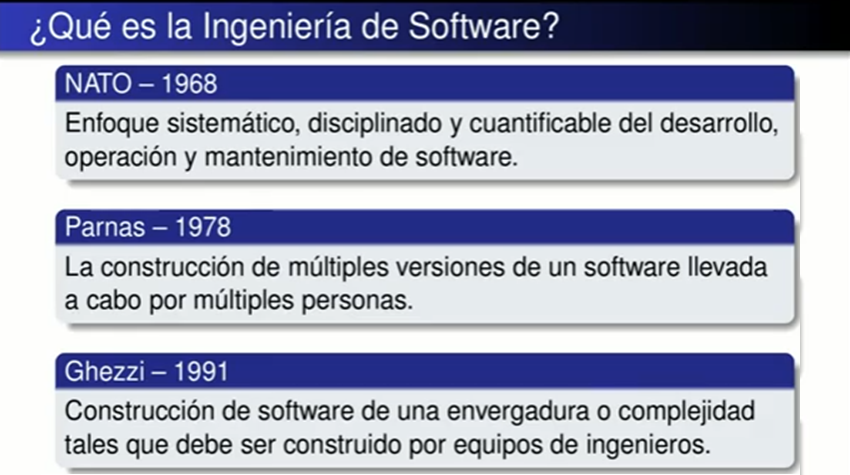 ¿Qué es la Ingeniería de Software?
NATO – 1968
Enfoque sistemático, disciplinado y cuantificable del desarrollo,
operación y mantenimiento de software.
Parnas – 1978
La construcción de múltiples versiones de un software llevada
a cabo por múltiples personas.
Ghezzi – 1991
Construcción de software de una envergadura o complejidad
tales que debe ser construido por equipos de ingenieros.